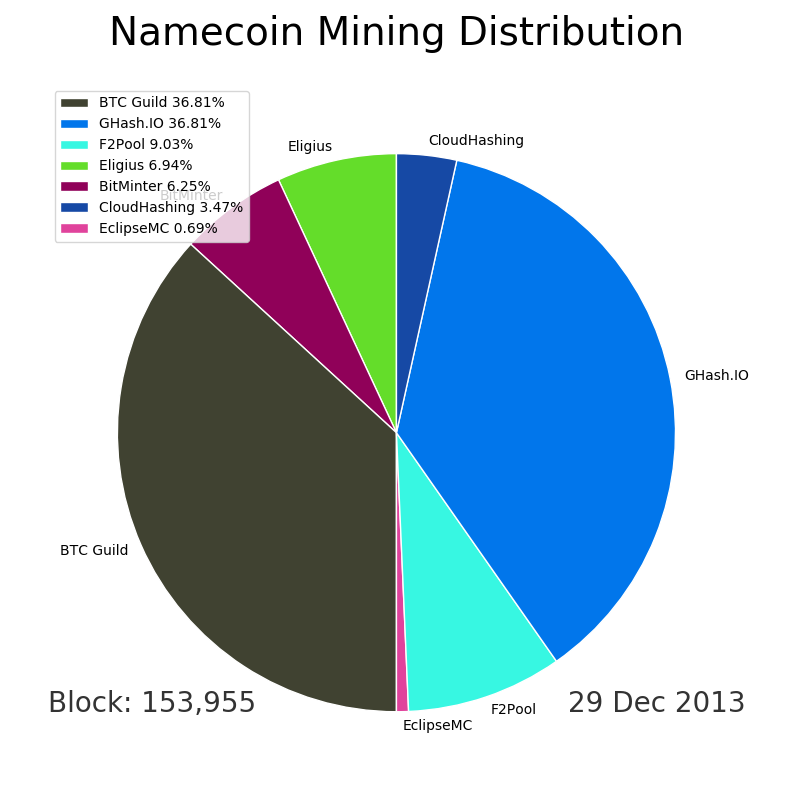 Namecoin Mining Distribution
BTC Guild 36.81%
GHash.IO 36.81%
F2Pool 9.03%
Eligius 6.94%
BitMinter 6.25%
CloudHashing 3.47%
EclipseMC 0.69%
Eligius
CloudHashing
BitMinter
GHash.IO
BTC Guild
F2Pool
EclipseMC
Block: 153,955
29 Dec 2013